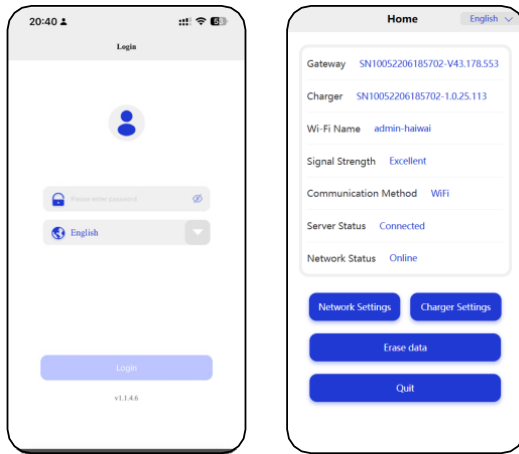 20:40
Login
Please enter password
English
Login
v1.1.4.6
Home
English
Gateway SN10052206185702-V43.178.553
Charger SN10052206185702-1.0.25.113
Wi-Fi Name admin-haiwai
Signal Strength Excellent
Communication Method WiFi
Server Status Connected
Network Status Online
Network Settings Charger Settings
Erase data
Quit